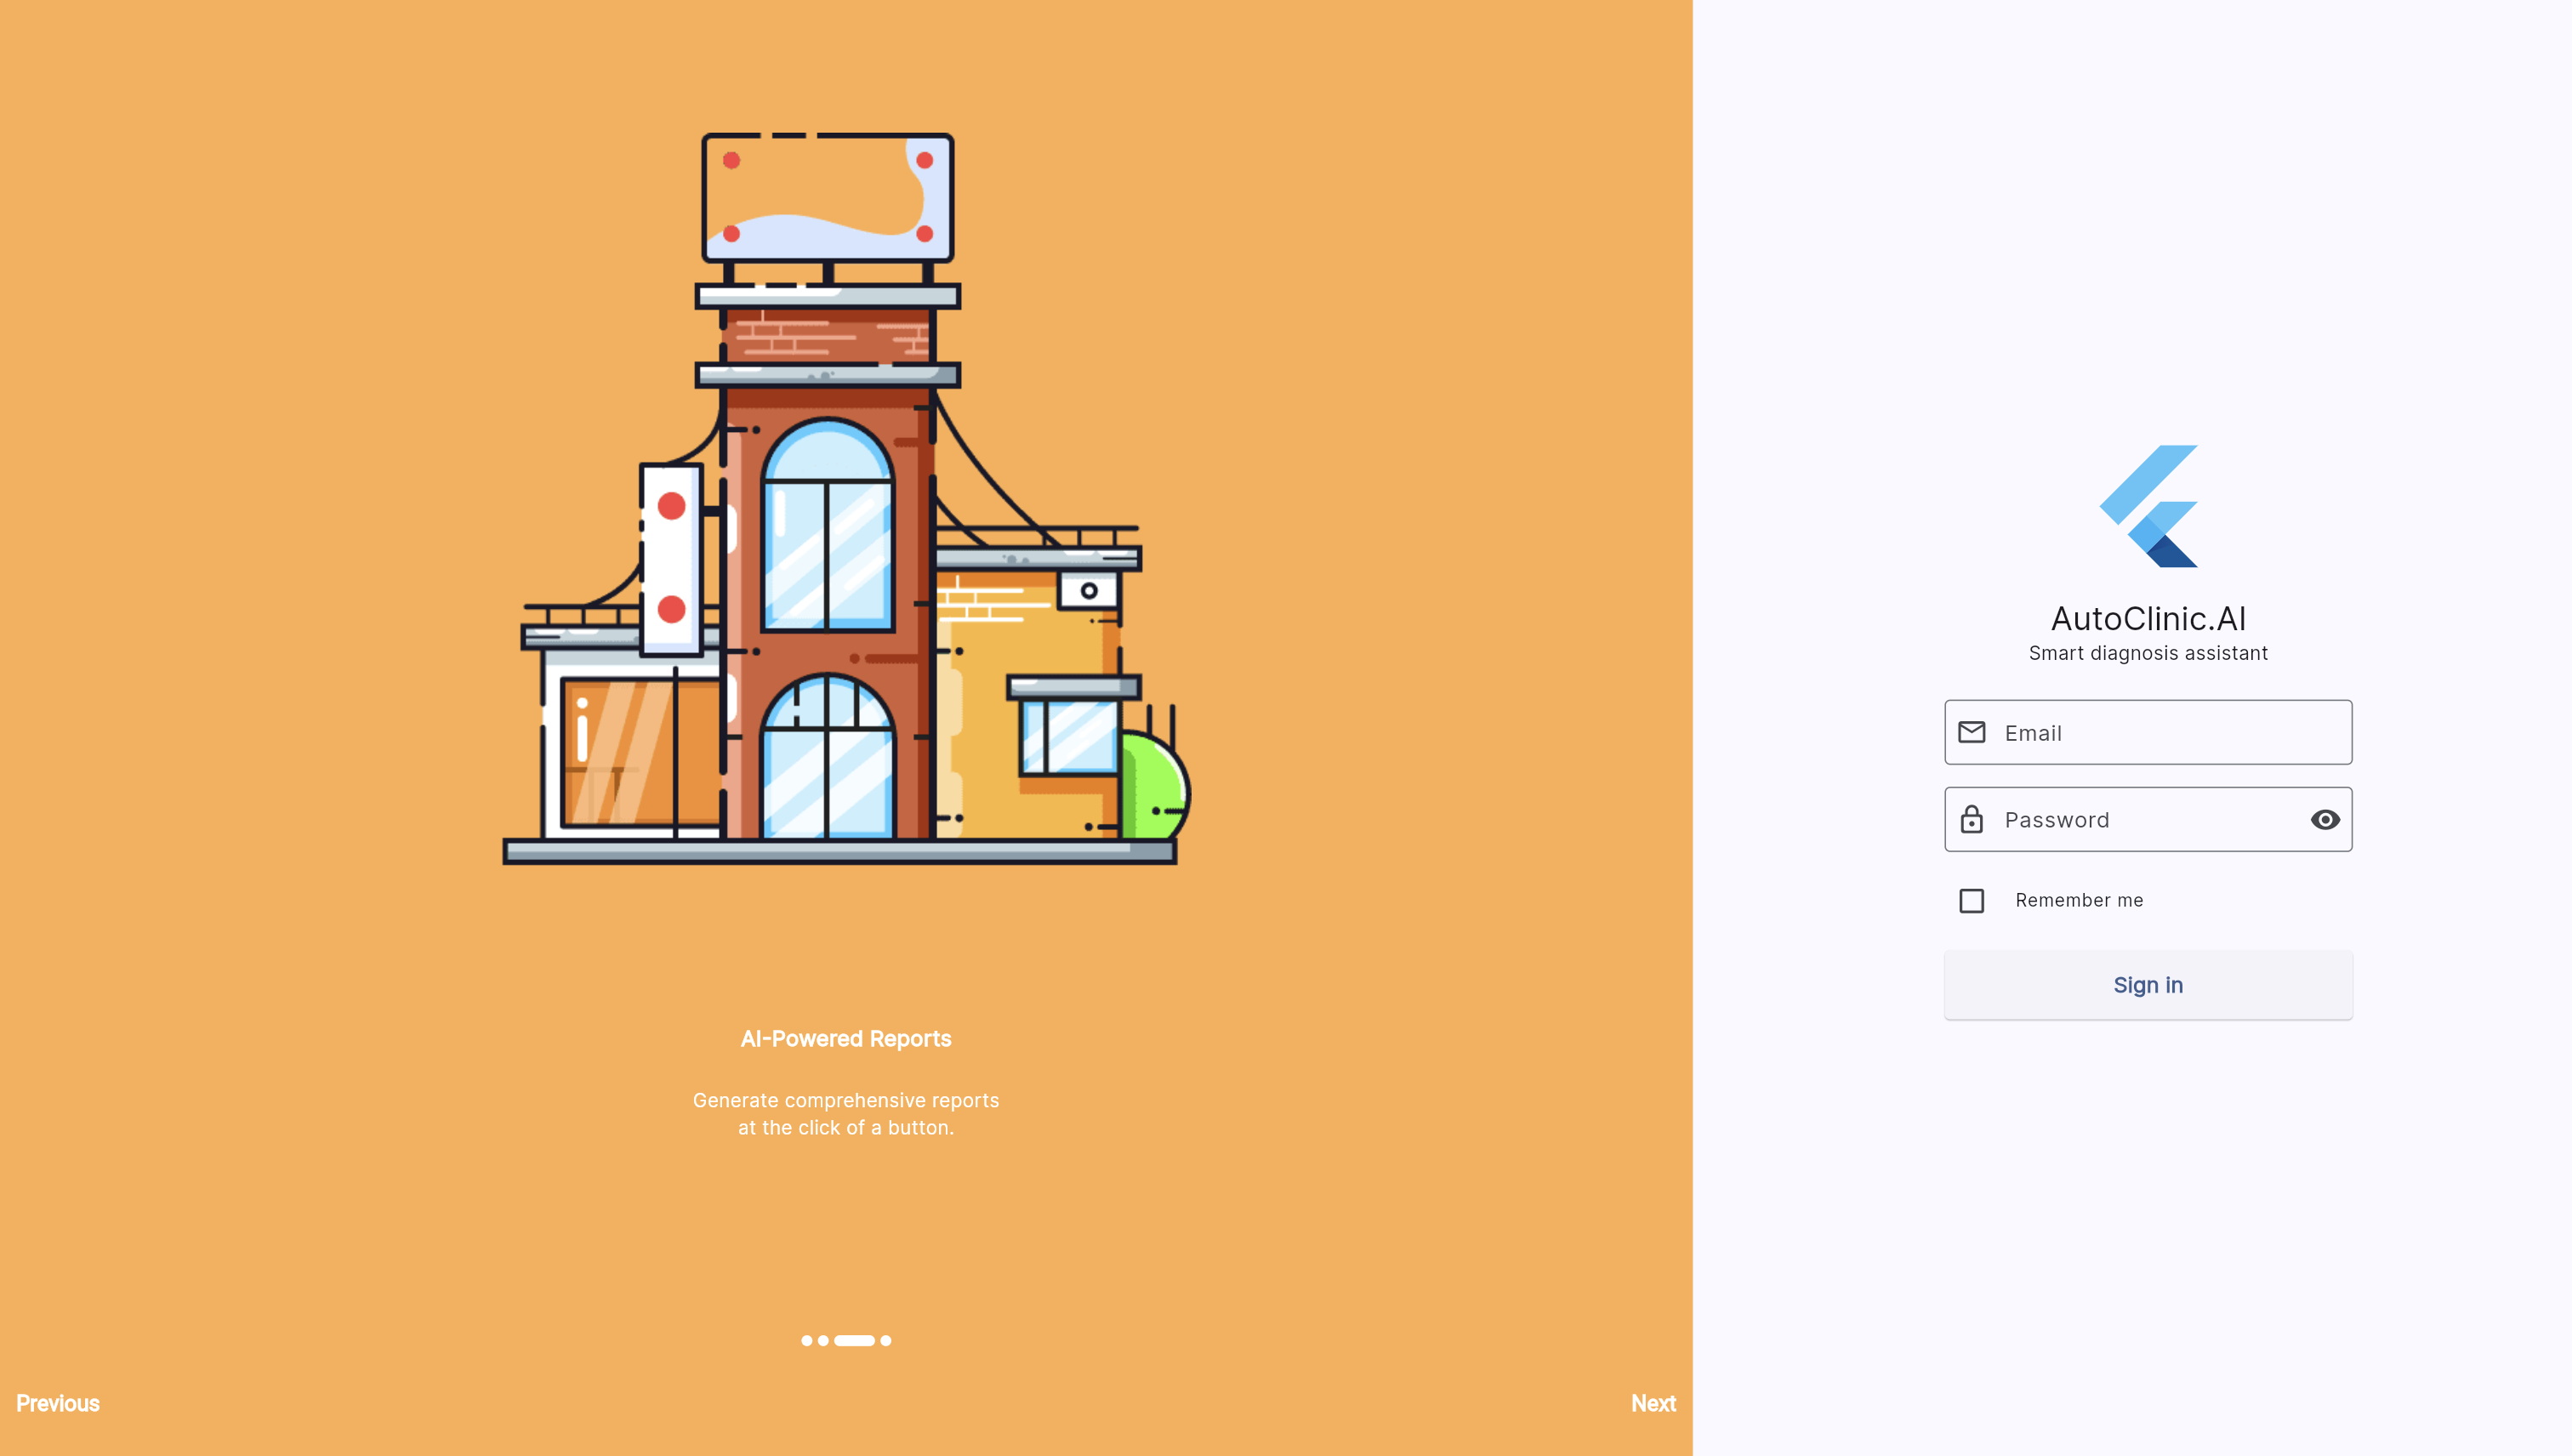 AI-Powered Reports
Generate comprehensive reports
at the click of a button.
Previous
Next
AutoClinic.AI
Smart diagnosis assistant
Email
Password
Remember me
Sign in